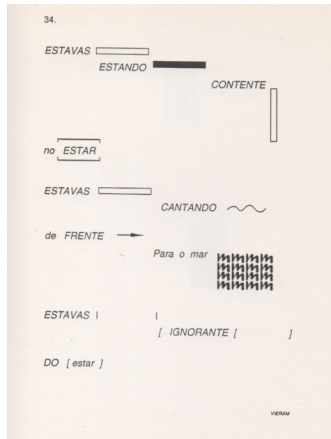 34.
ESTAVAS
ESTANDO
CONTENTE
no [ESTAR]
ESTAVAS
CANTANDO
de FRENTE
Para o mar
ESTAVAS | |
[ IGNORANTE [ ]
DO [ estar ]
VIERAM